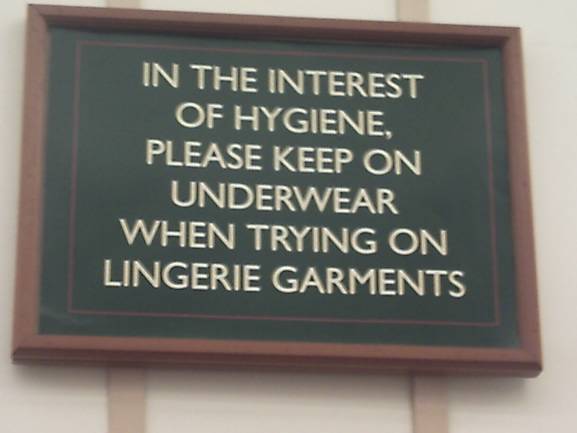 IN THE INTEREST
OF HYGIENE,
PLEASE KEEP ON
UNDERWEAR
WHEN TRYING ON
LINGERIE GARMENTS